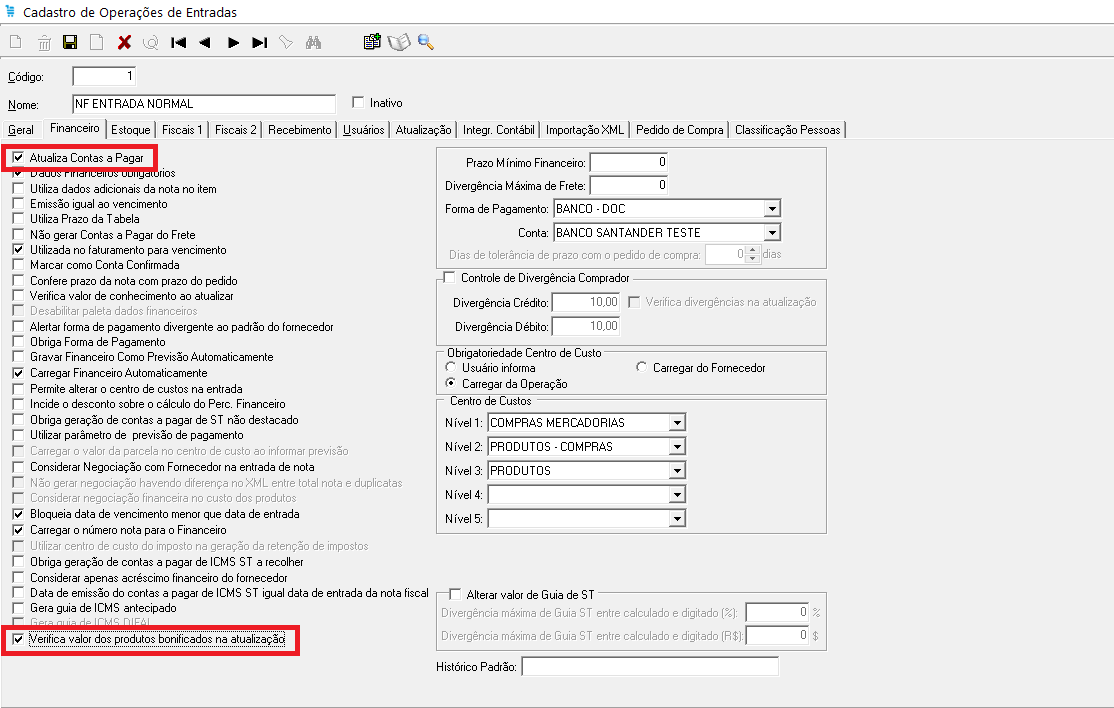 Cadastro de Operações de Entradas
Código: 1
Nome: NF ENTRADA NORMAL Inativo
Geral Financeiro Estoque Fiscais 1 Fiscais 2 Recebimento Usuários Atualização Integr. Contábil Importação XML Pedido de Compra Classificação Pessoas
Atualiza Contas a Pagar
Dados Financeiros obrigatórios
Utiliza dados adicionais da nota no item
Emissão igual ao vencimento
Utiliza Prazo da Tabela
Não gerar Contas a Pagar do Frete
Utilizada no faturamento para vencimento
Marcar como Conta Confirmada
Confere prazo da nota com prazo do pedido
Verifica valor de conhecimento ao atualizar
Desabilitar paleta dados financeiros
Alertar forma de pagamento divergente ao padrão do fornecedor
Obriga Forma de Pagamento
Gravar Financeiro Como Previsão Automaticamente
Carregar Financeiro Automaticamente
Permite alterar o centro de custos na entrada
Incide o desconto sobre o cálculo do Perc. Financeiro
Obriga geração de contas a pagar de ST não destacado
Utilizar parâmetro de previsão de pagamento
Carregar o valor da parcela no centro de custo ao informar previsão
Considerar Negociação com Fornecedor na entrada de nota
Não gerar negociação havendo diferença no XML entre total nota e duplicatas
Considerar negociação financeira no custo dos produtos
Bloqueia data de vencimento menor que data de entrada
Carregar o número nota para o Financeiro
Utilizar centro de custo do imposto na geração da retenção de impostos
Obriga geração de contas a pagar de ICMS ST a recolher
Considerar apenas acréscimo financeiro do fornecedor
Data de emissão do contas a pagar de ICMS ST igual data de entrada da nota fiscal
Gera guia de ICMS antecipado
Gera guia de ICMS DIFAL
Verifica valor dos produtos bonificados na atualização
Prazo Mínimo Financeiro: 0
Divergência Máxima de Frete: 0
Forma de Pagamento: BANCO - DOC
Conta: BANCO SANTANDER TESTE
Dias de tolerância de prazo com o pedido de compra: 0 dias
Controle de Divergência Comprador
Divergência Crédito: 10,00 Verifica divergências na atualização
Divergência Débito: 10,00
Obrigatoriedade Centro de Custo
Usuário informa Carregar do Fornecedor
Carregar da Operação
Centro de Custos
Nível 1: COMPRAS MERCADORIAS
Nível 2: PRODUTOS - COMPRAS
Nível 3: PRODUTOS
Nível 4:
Nível 5:
Alterar valor de Guia de ST
Divergência máxima de Guia ST entre calculado e digitado (%): 0 %
Divergência máxima de Guia ST entre calculado e digitado (R$): 0 $
Histórico Padrão: